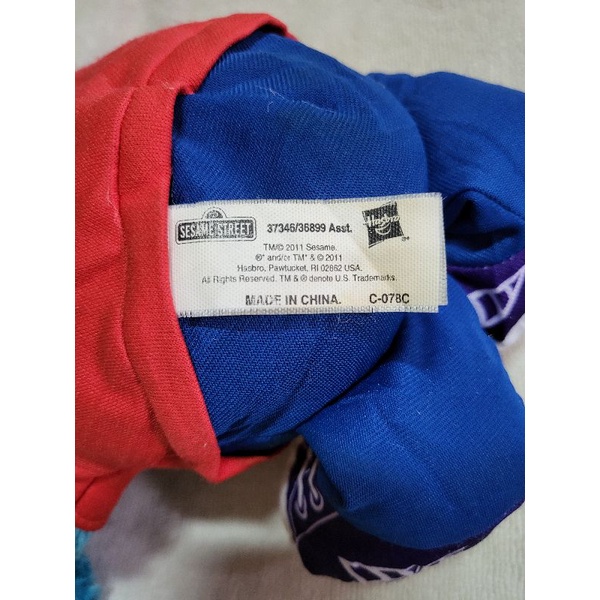 SESAME STREET
37346/36899 Asst.
Hasbro
TM/© 2011 Sesame.
®* and/or TM* & © 2011
Hasbro, Pawtucket, RI 02862 USA.
All Rights Reserved. TM & ® denote U.S. Trademarks.
MADE IN CHINA. C-078C